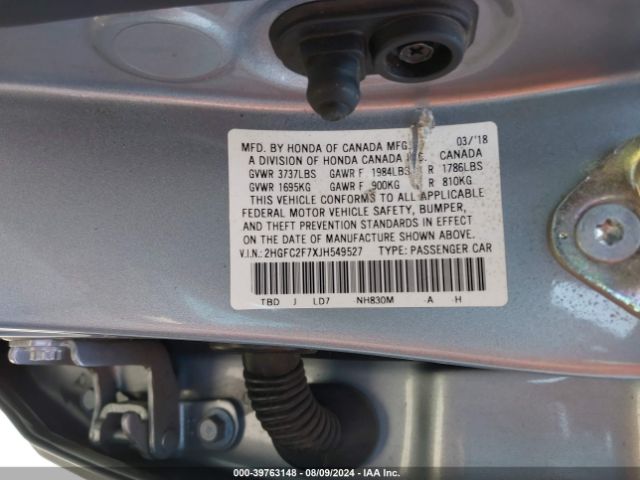 MFD. BY HONDA OF CANADA MFG. 03/'18
A DIVISION OF HONDA CANADA INC. CANADA
GVWR 3737LBS GAWR F 1984LBS R 1786LBS
GVWR 1695KG GAWR F 900KG R 810KG
THIS VEHICLE CONFORMS TO ALL APPLICABLE
FEDERAL MOTOR VEHICLE SAFETY, BUMPER,
AND THEFT PREVENTION STANDARDS IN EFFECT
ON THE DATE OF MANUFACTURE SHOWN ABOVE.
V.I.N.: 2HGFC2F7XJH549527 TYPE: PASSENGER CAR
TBD J LD7 -NH830M -A -H
000-39763148 - 08/09/2024 - IAA Inc.